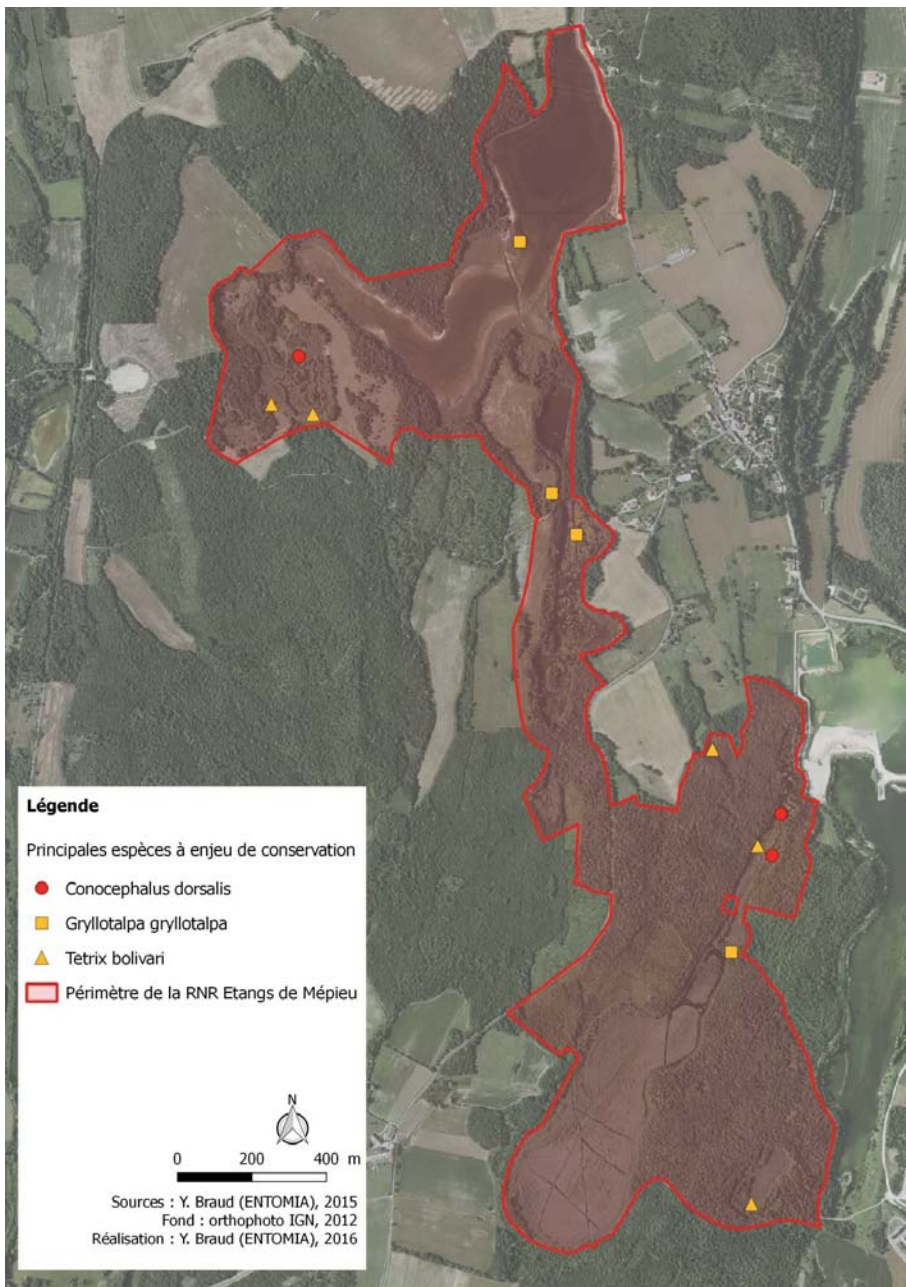 Légende
Principales espèces à enjeu de conservation
Conocephalus dorsalis
Gryllotalpa gryllotalpa
Tetrix bolivari
Périmètre de la RNR Etangs de Mépieu
N
0 200 400 m
Sources : Y. Braud (ENTOMIA), 2015
Fond : orthophoto IGN, 2012
Réalisation : Y. Braud (ENTOMIA), 2016